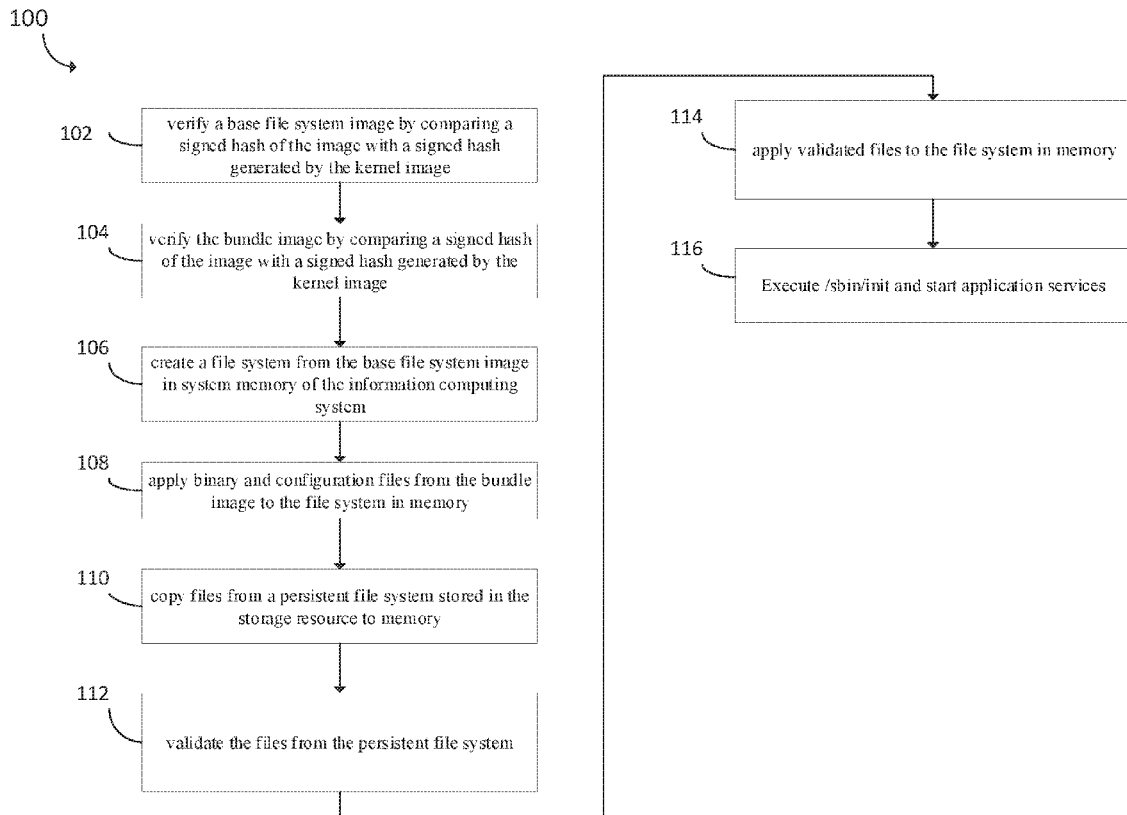 100
102
verify a base file system image by comparing a
signed hash of the image with a signed hash
generated by the kernel image
104
verify the bundle image by comparing a signed hash
of the image with a signed hash generated by the
kernel image
106
create a file system from the base file system image
in system memory of the information computing
system
108
apply binary and configuration files from the bundle
image to the file system in memory
110
copy files from a persistent file system stored in the
storage resource to memory
112
validate the files from the persistent file system
114
apply validated files to the file system in memory
116
Execute /sbin/init and start application services